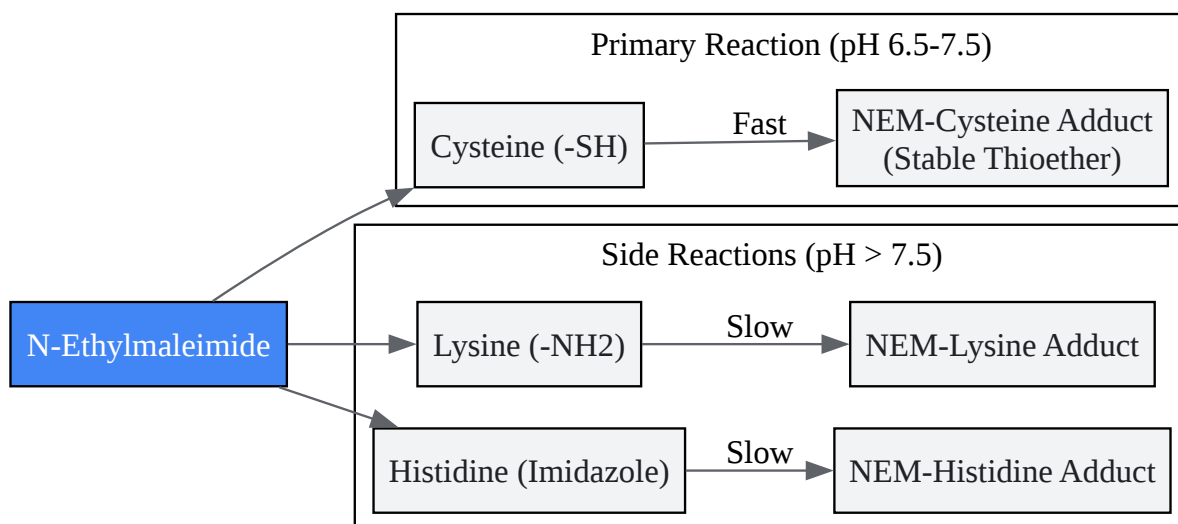 Primary Reaction (pH 6.5-7.5)
Cysteine (-SH)
Fast
NEM-Cysteine Adduct
(Stable Thioether)
Side Reactions (pH > 7.5)
N-Ethylmaleimide
Lysine (-NH2)
Slow
NEM-Lysine Adduct
Histidine (Imidazole)
Slow
NEM-Histidine Adduct